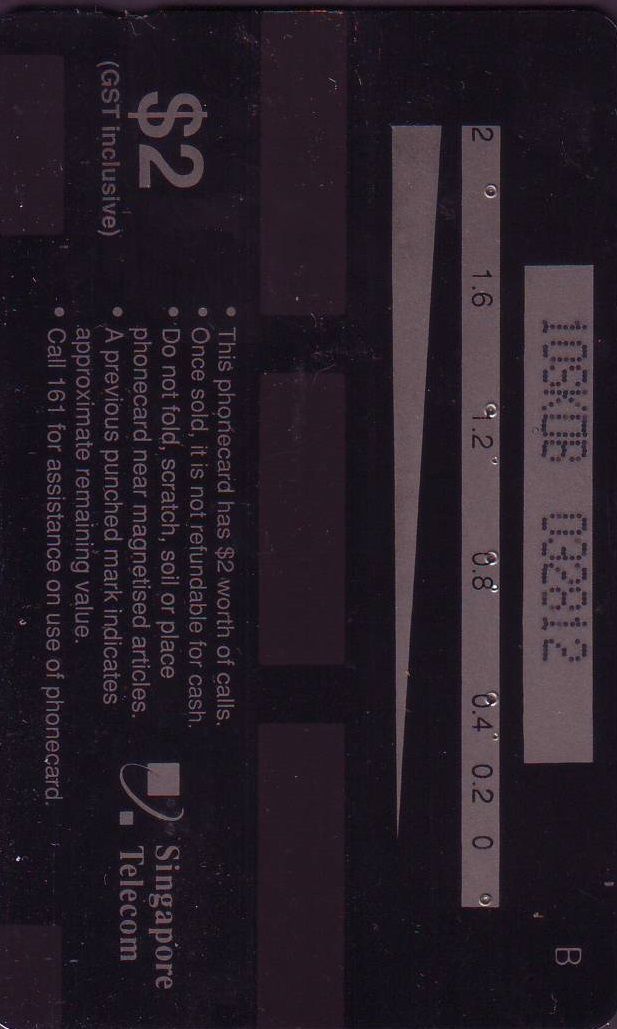 B
103KDB 032812
2 1.6 1.2 0.8 0.4 0.2 0
$2
(GST inclusive)
• This phonecard has $2 worth of calls.
• Once sold, it is not refundable for cash.
• Do not fold, scratch, soil or place
phonecard near magnetised articles.
• A previous punched mark indicates
approximate remaining value.
• Call 161 for assistance on use of phonecard.
Singapore
Telecom